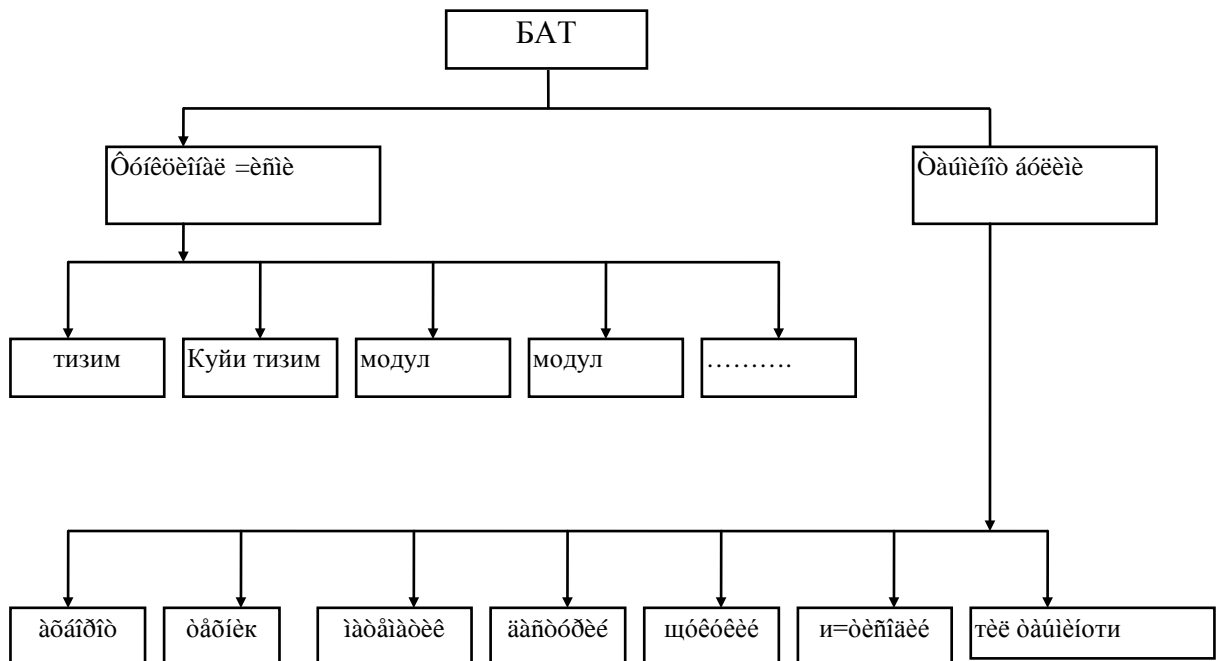 БАТ
Ôóíêöèîíàë =èñìè
Òàúìèíîò áóëèìè
тизим
Куйи тизим
модул
модул
……….
àõáîðîò
òåõíèк
ìàòåìàòèê
äàñòóðèé
щóêóêèé
и=òèñîäèé
тèë òàúìèíоти